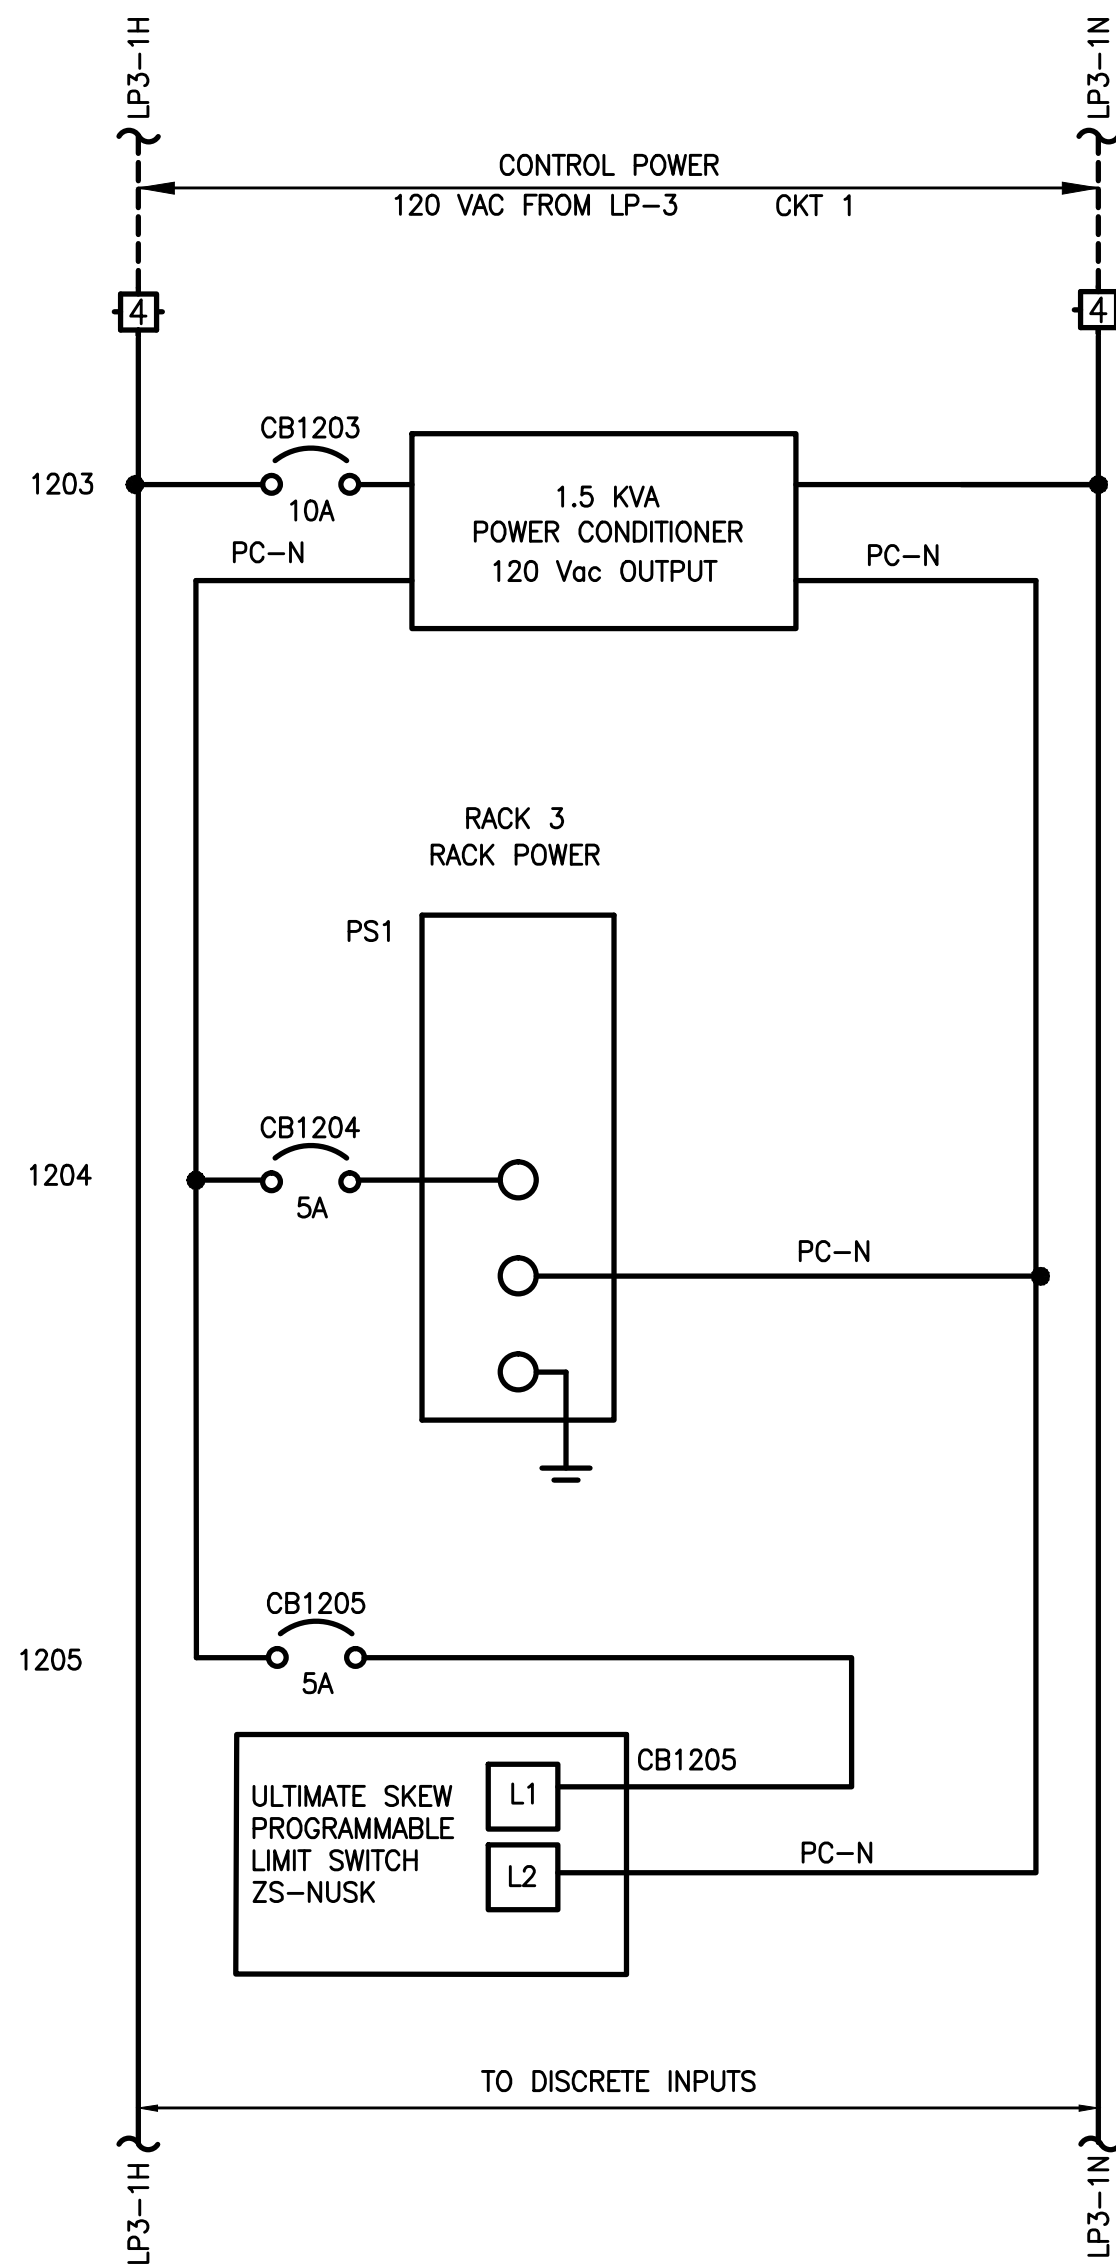 LP3-1H
LP3-1N
CONTROL POWER
120 VAC FROM LP-3 CKT 1
4
4
CB1203
1203
10A
1.5 KVA
POWER CONDITIONER
120 Vac OUTPUT
PC-N
PC-N
RACK 3
RACK POWER
PS1
CB1204
1204
5A
PC-N
CB1205
1205
5A
CB1205
L1
ULTIMATE SKEW
PROGRAMMABLE
LIMIT SWITCH
ZS-NUSK
L2
PC-N
TO DISCRETE INPUTS
LP3-1H
LP3-1N